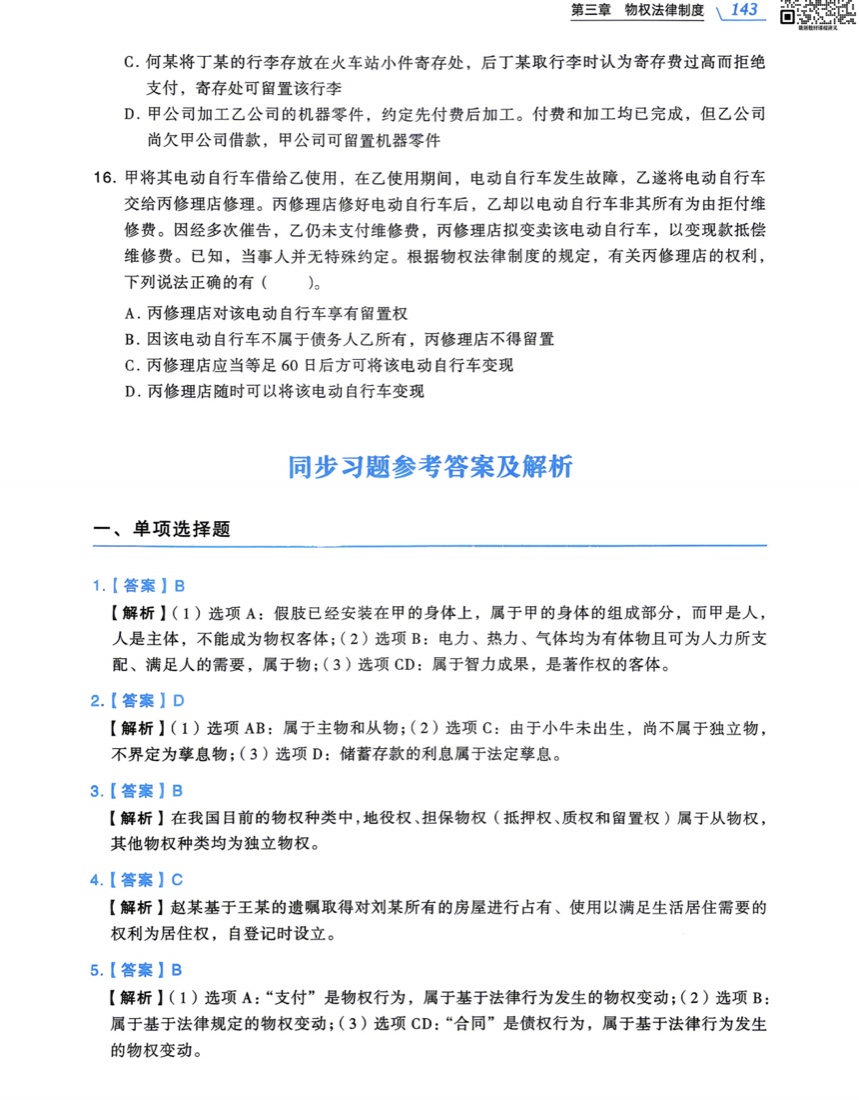 第三章 物权法律制度 143
C. 何某将丁某的行李存放在火车站小件寄存处，后丁某取行李时认为寄存费过高而拒绝
支付，寄存处可留置该行李
D. 甲公司加工乙公司的机器零件，约定先付费后加工。付费和加工均已完成，但乙公司
尚欠甲公司借款，甲公司可留置机器零件
16. 甲将其电动自行车借给乙使用，在乙使用期间，电动自行车发生故障，乙遂将电动自行车
交给丙修理店修理。丙修理店修好电动自行车后，乙却以电动自行车非其所有为由拒付维
修费。因经多次催告，乙仍未支付维修费，丙修理店拟变卖该电动自行车，以变现款抵偿
维修费。已知，当事人并无特殊约定。根据物权法律制度的规定，有关丙修理店的权利，
下列说法正确的有（ ）。
A. 丙修理店对该电动自行车享有留置权
B. 因该电动自行车不属于债务人乙所有，丙修理店不得留置
C. 丙修理店应当等足 60 日后方可将该电动自行车变现
D. 丙修理店随时可以将该电动自行车变现
同步习题参考答案及解析
一、单项选择题
1.【答案】B
【解析】（1）选项 A：假肢已经安装在甲的身体上，属于甲的身体的组成部分，而甲是人，
人是主体，不能成为物权客体；（2）选项 B：电力、热力、气体均为有体物且可为人力所支
配、满足人的需要，属于物；（3）选项 CD：属于智力成果，是著作权的客体。
2.【答案】D
【解析】（1）选项 AB：属于主物和从物；（2）选项 C：由于小牛未出生，尚不属于独立物，
不界定为孳息物；（3）选项 D：储蓄存款的利息属于法定孳息。
3.【答案】B
【解析】在我国目前的物权种类中，地役权、担保物权（抵押权、质权和留置权）属于从物权，
其他物权种类均为独立物权。
4.【答案】C
【解析】赵某基于王某的遗嘱取得对刘某所有的房屋进行占有、使用以满足生活居住需要的
权利为居住权，自登记时设立。
5.【答案】B
【解析】（1）选项 A：“支付”是物权行为，属于基于法律行为发生的物权变动；（2）选项 B：
属于基于法律规定的物权变动；（3）选项 CD：“合同”是债权行为，属于基于法律行为发生
的物权变动。